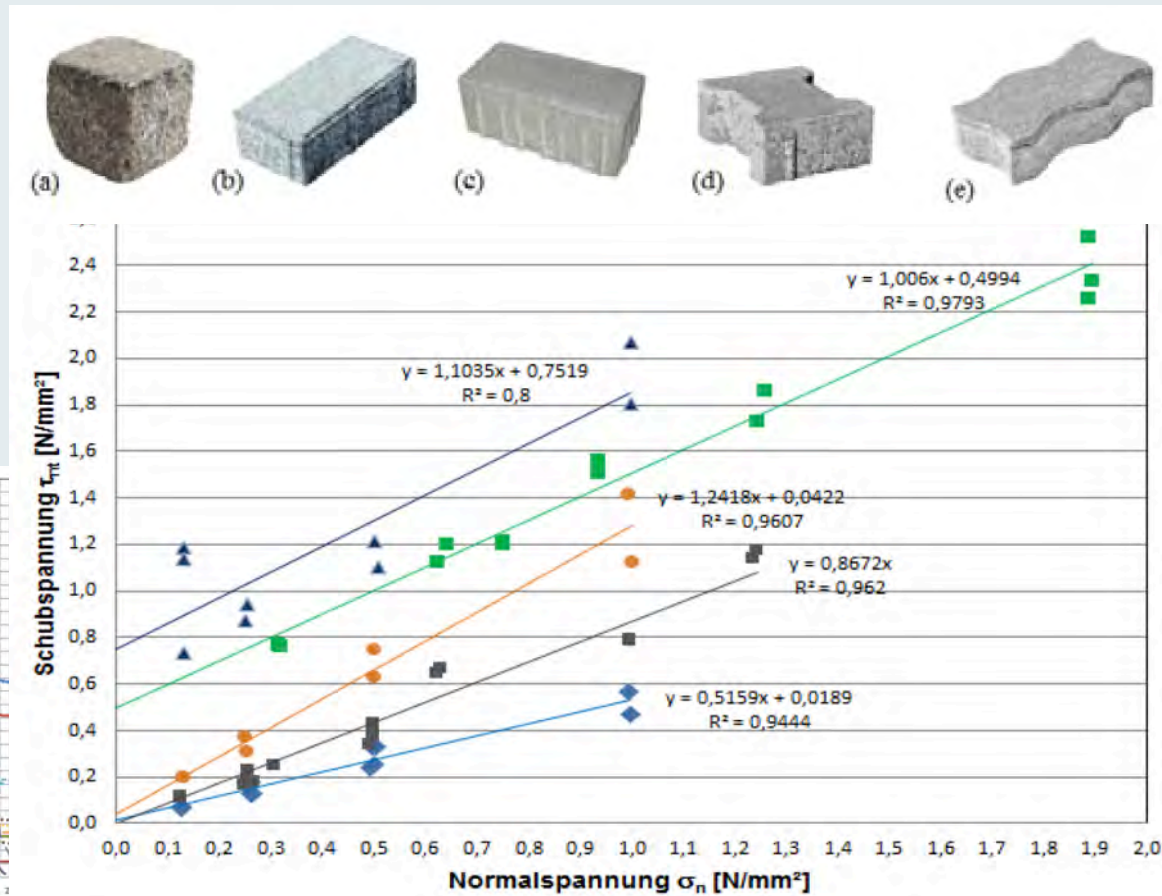 (a)
(b)
(c)
(d)
(e)
2,4
2,2
2,0
1,8
1,6
1,4
1,2
1,0
0,8
0,6
0,4
0,2
0,0
Schubspannung τnt [N/mm²]
y = 1,006x + 0,4994
R² = 0,9793
y = 1,1035x + 0,7519
R² = 0,8
y = 1,2418x + 0,0422
R² = 0,9607
y = 0,8672x
R² = 0,962
y = 0,5159x + 0,0189
R² = 0,9444
0,0 0,1 0,2 0,3 0,4 0,5 0,6 0,7 0,8 0,9 1,0 1,1 1,2 1,3 1,4 1,5 1,6 1,7 1,8 1,9 2,0
Normalspannung σn [N/mm²]